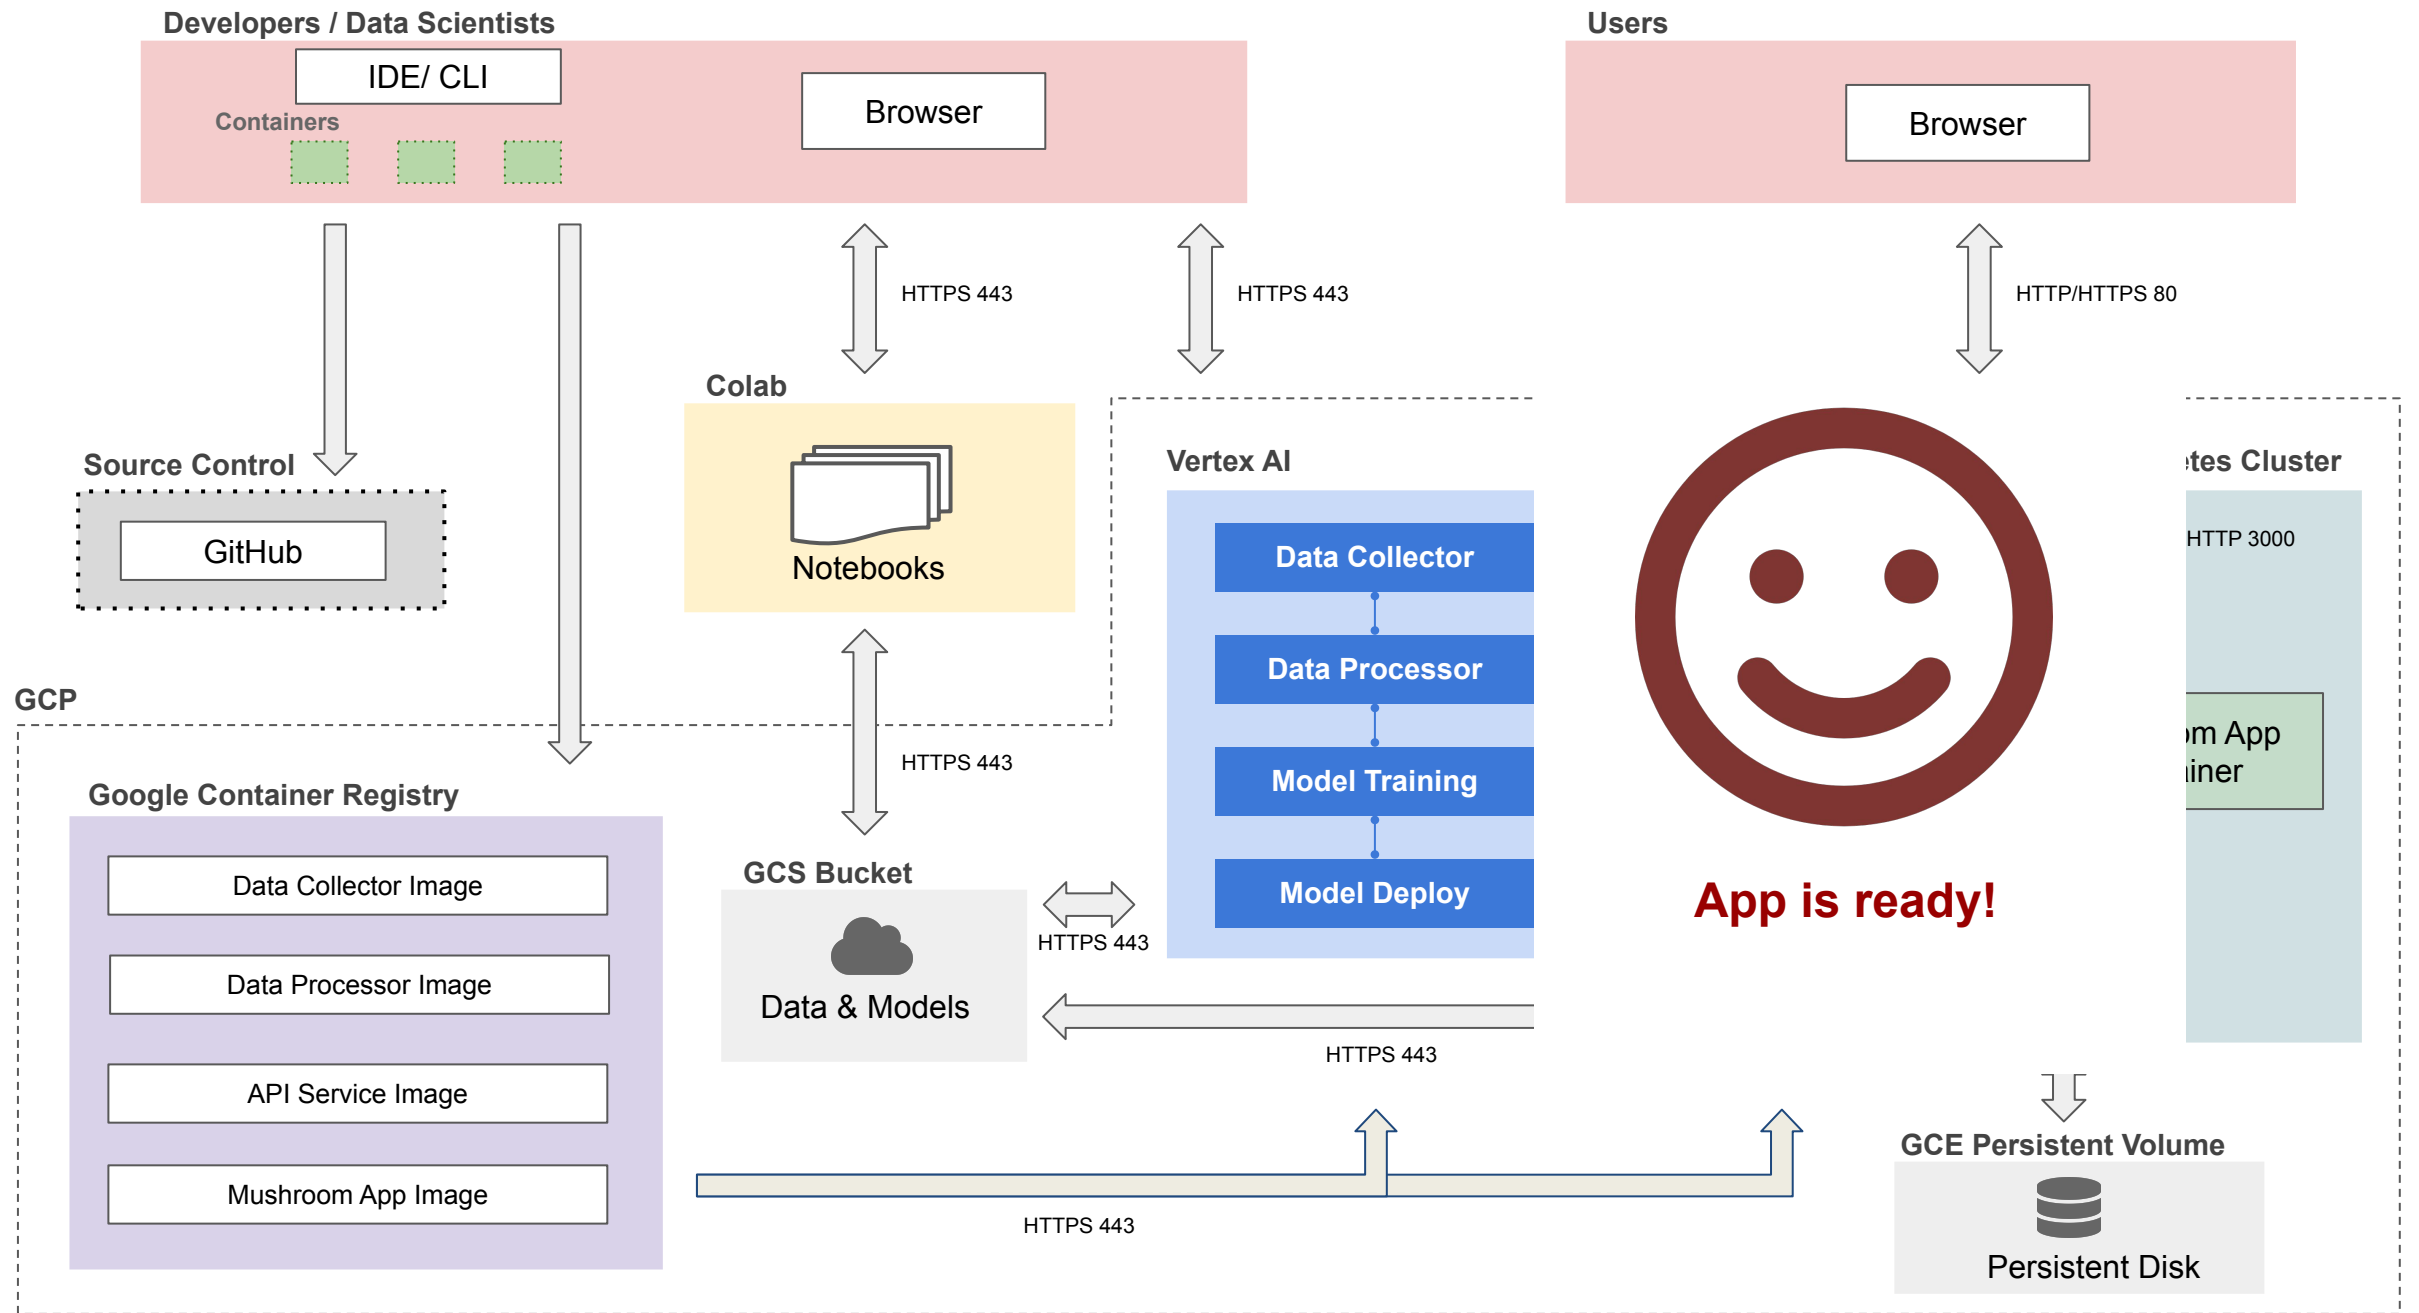 Developers / Data Scientists
Users
IDE/ CLI
Browser
Browser
Containers
HTTPS 443
HTTPS 443
HTTP/HTTPS 80
Colab
Source Control
Vertex AI
Cluster
GitHub
Notebooks
Data Collector
HTTP 3000
Data Processor
GCP
HTTPS 443
App
Model Training
Google Container Registry
GCS Bucket
Data Collector Image
Model Deploy
App is ready!
HTTPS 443
Data Processor Image
Data & Models
HTTPS 443
API Service Image
GCE Persistent Volume
Mushroom App Image
HTTPS 443
Persistent Disk